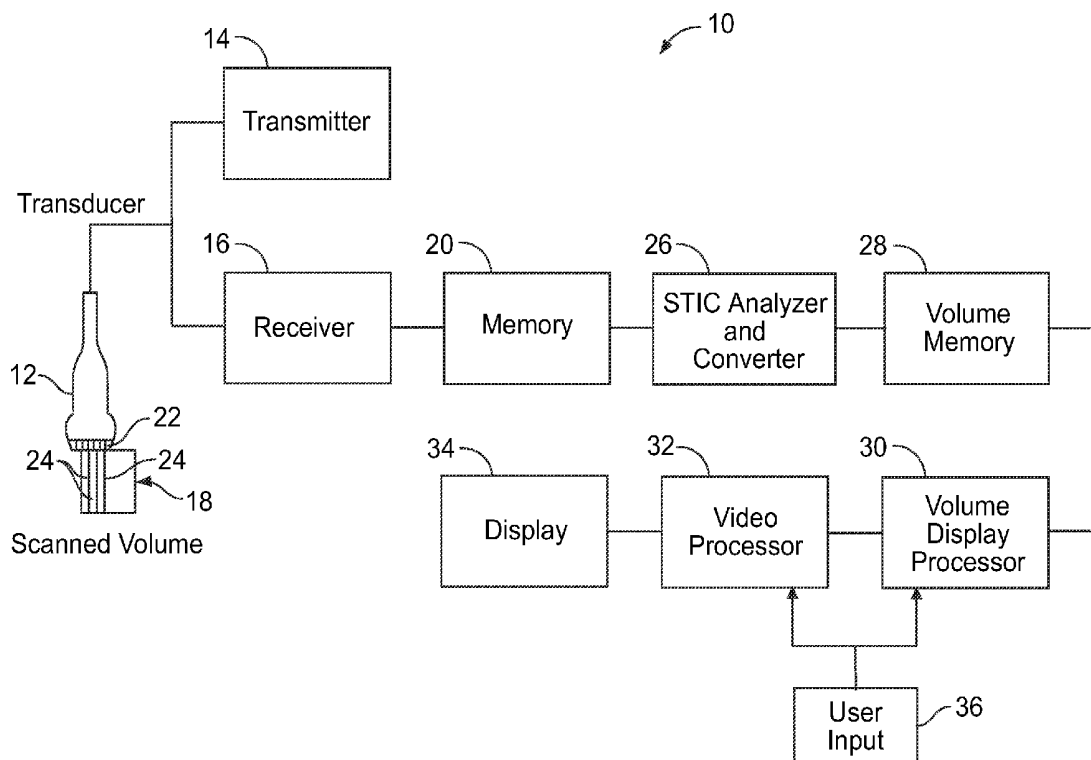 10
14
Transmitter
Transducer
16
Receiver
20
Memory
26
STIC Analyzer
and
Converter
28
Volume
Memory
12
22
24
24
18
Scanned Volume
34
Display
32
Video
Processor
30
Volume
Display
Processor
User
Input
36